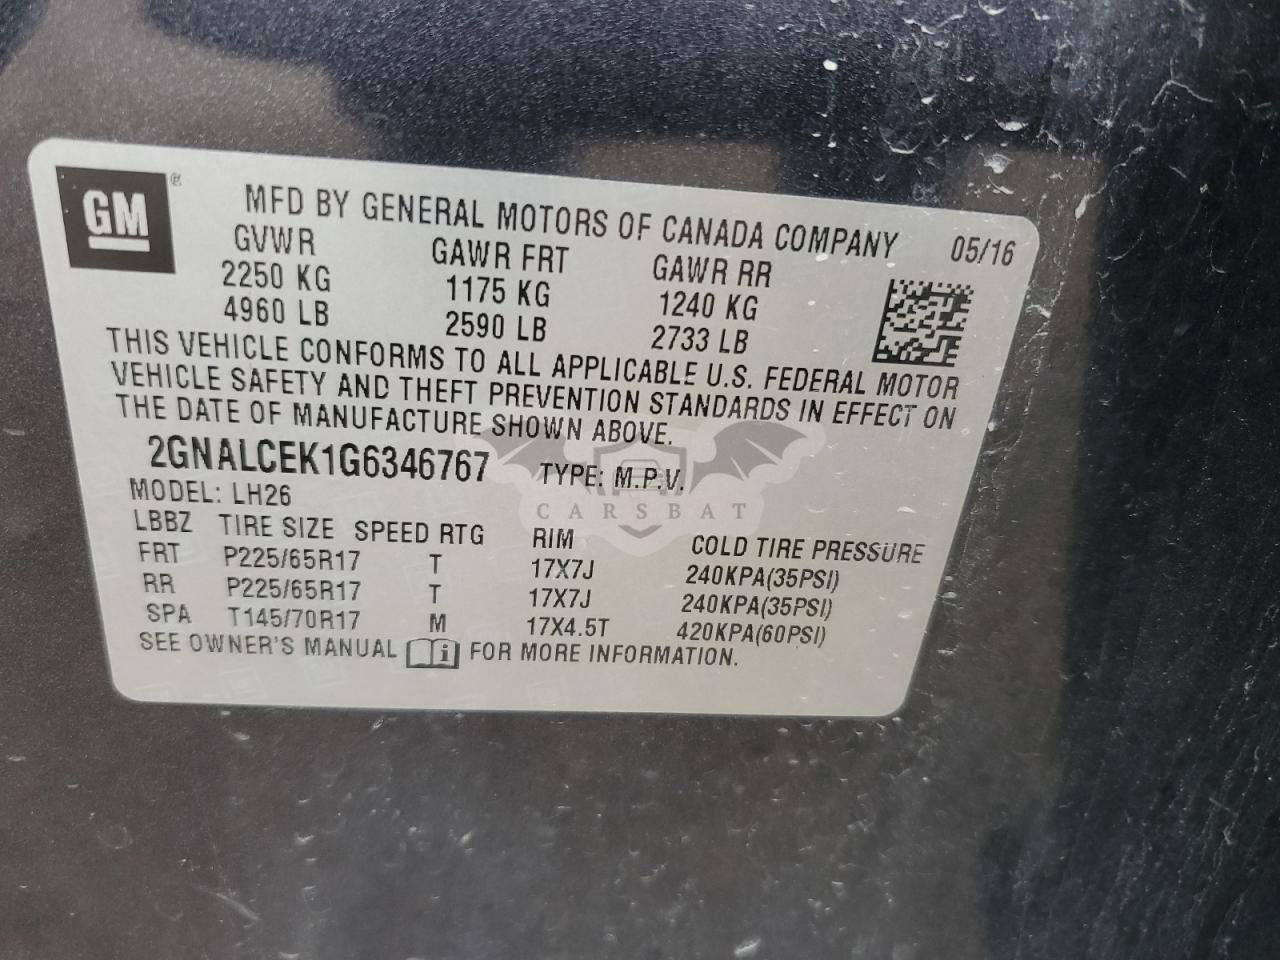 GM ®
MFD BY GENERAL MOTORS OF CANADA COMPANY 05/16
GVWR GAWR FRT GAWR RR
2250 KG 1175 KG 1240 KG
4960 LB 2590 LB 2733 LB
THIS VEHICLE CONFORMS TO ALL APPLICABLE U.S. FEDERAL MOTOR
VEHICLE SAFETY AND THEFT PREVENTION STANDARDS IN EFFECT ON
THE DATE OF MANUFACTURE SHOWN ABOVE.
2GNALCEK1G6346767 TYPE: M.P.V.
MODEL: LH26
CARSBAT
LBBZ TIRE SIZE SPEED RTG RIM COLD TIRE PRESSURE
FRT P225/65R17 T 17X7J 240KPA(35PSI)
RR P225/65R17 T 17X7J 240KPA(35PSI)
SPA T145/70R17 M 17X4.5T 420KPA(60PSI)
SEE OWNER'S MANUAL i FOR MORE INFORMATION.